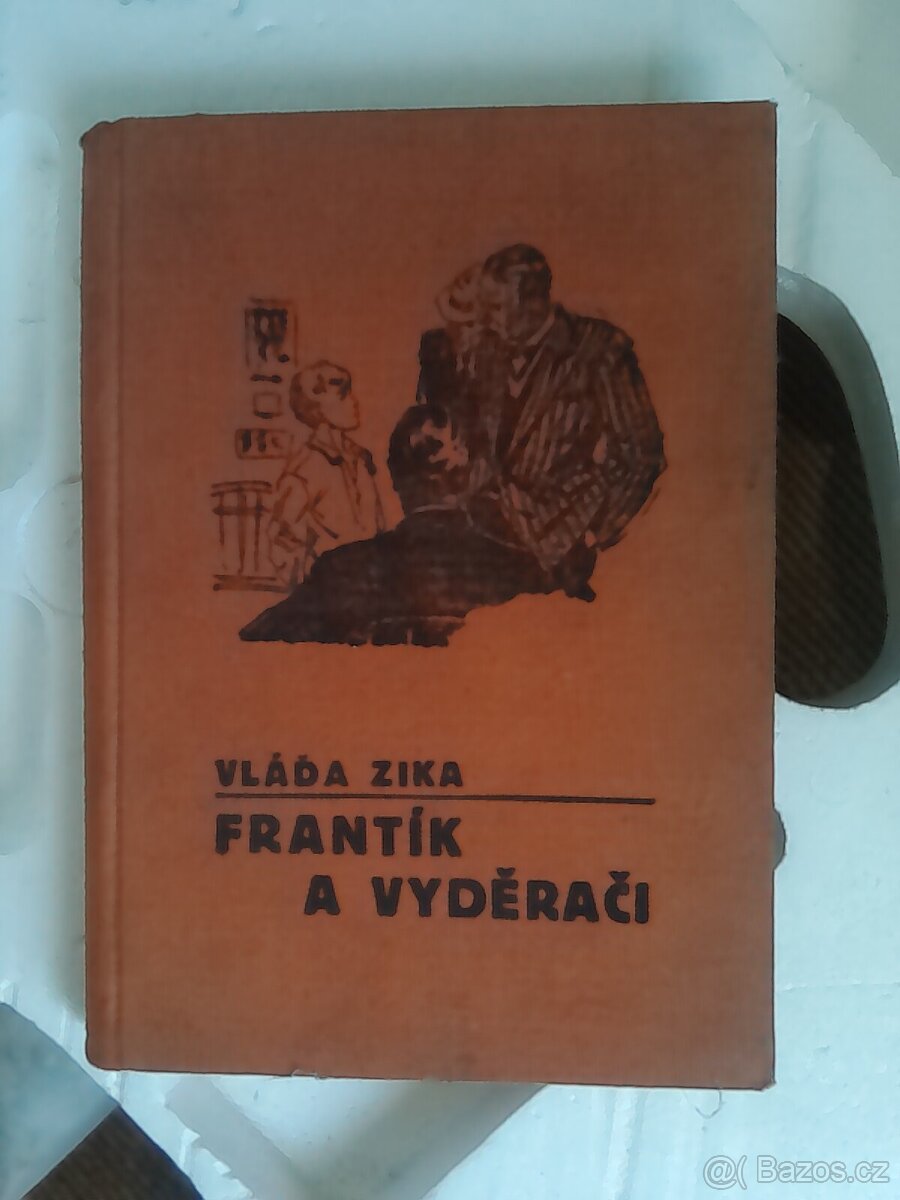 VLÁĎA ZIKA
FRANTÍK
A VYDĚRAČI
@( Bazos.cz